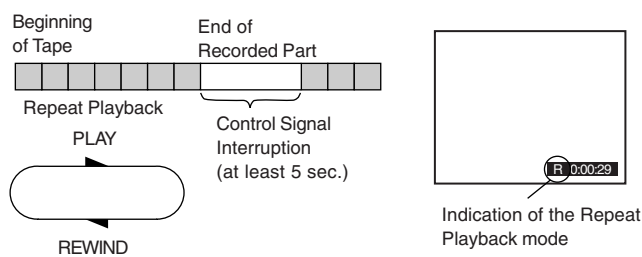 Beginning
of Tape
End of
Recorded Part
Repeat Playback
PLAY
REWIND
Control Signal
Interruption
(at least 5 sec.)
R 0:00:29
Indication of the Repeat
Playback mode